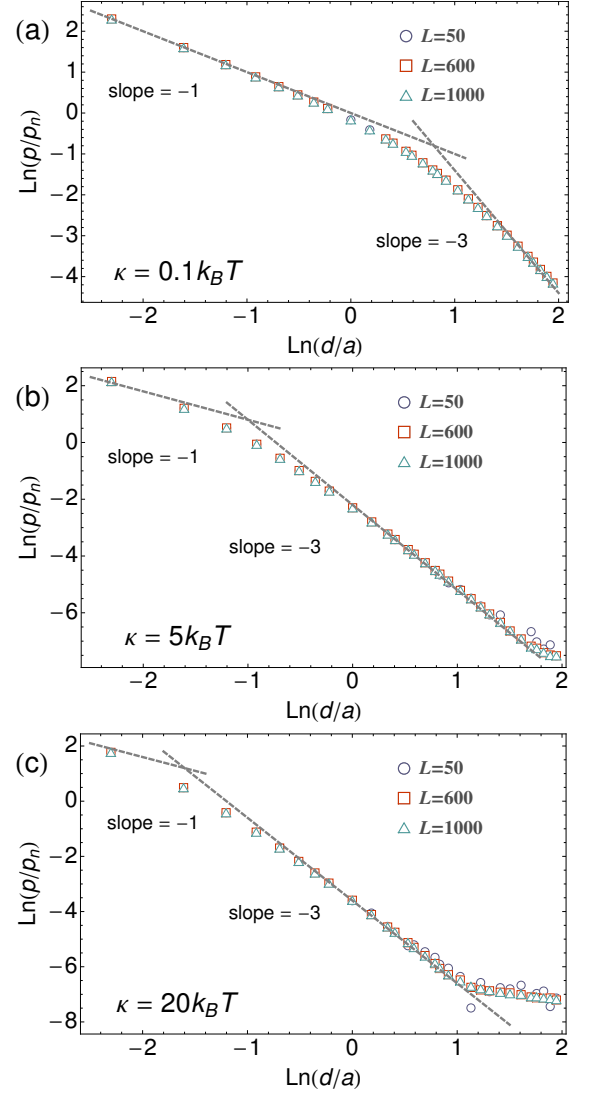 (a)
L=50
L=600
L=1000
slope = −1
slope = −3
κ = 0.1k_BT
Ln(p/p_n)
2
1
0
−1
−2
−3
−4
−2
−1
0
1
2
Ln(d/a)
(b)
L=50
L=600
L=1000
slope = −1
slope = −3
κ = 5k_BT
Ln(p/p_n)
2
0
−2
−4
−6
−2
−1
0
1
2
Ln(d/a)
(c)
L=50
L=600
L=1000
slope = −1
slope = −3
κ = 20k_BT
Ln(p/p_n)
2
0
−2
−4
−6
−8
−2
−1
0
1
2
Ln(d/a)